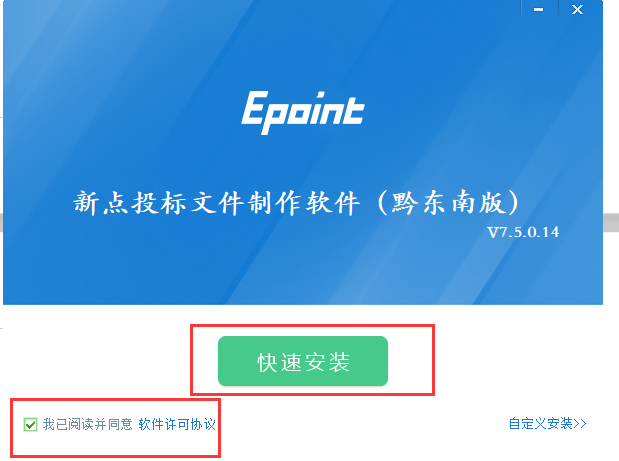 Epoint
新点投标文件制作软件（黔东南版）
V7.5.0.14
快速安装
我已阅读并同意 软件许可协议
自定义安装>>